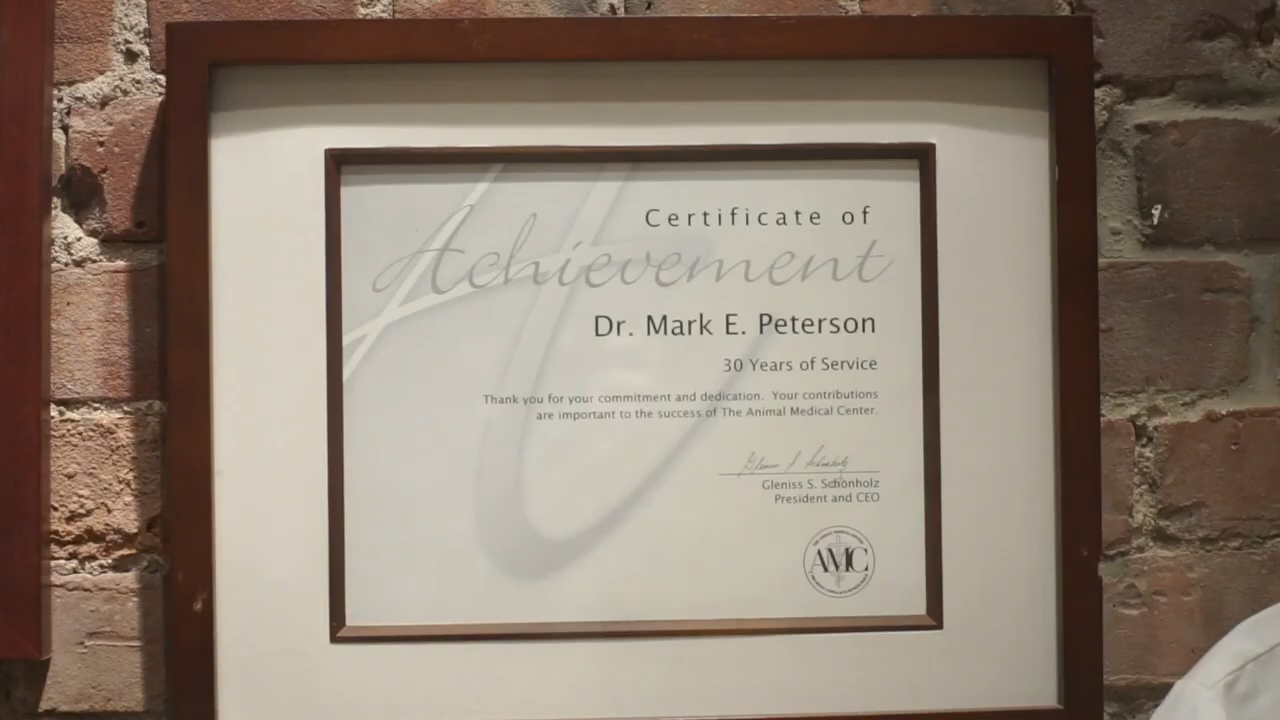 Certificate of
Achievement
Dr. Mark E. Peterson
30 Years of Service
Thank you for your commitment and dedication. Your contributions
are important to the success of The Animal Medical Center.
Gleniss S. Schonholz
President and CEO
AMC